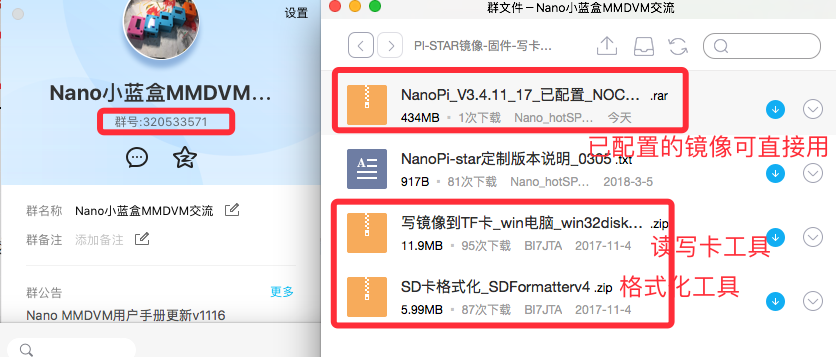 设置
Nano小蓝盒MMDVM…
群号:320533571
群名称 Nano小蓝盒MMDVM交流
群备注 添加备注
群公告 更多
Nano MMDVM用户手册更新v1116
群文件－Nano小蓝盒MMDVM交流
PI-STAR镜像-固件-写卡...
NanoPi_V3.4.11_17_已配置_NOC... .rar
434MB 1次下载 Nano_hotSP... 今天
已配置的镜像可直接用
NanoPi-star定制版本说明_0305 .txt
917B 81次下载 Nano_hotSP... 2018-3-5
写镜像到TF卡_win电脑_win32disk... .zip
11.9MB 95次下载 BI7JTA 2017-11-4
读写卡工具
SD卡格式化_SDFormatterv4 .zip
5.99MB 87次下载 BI7JTA 2017-11-4
格式化工具